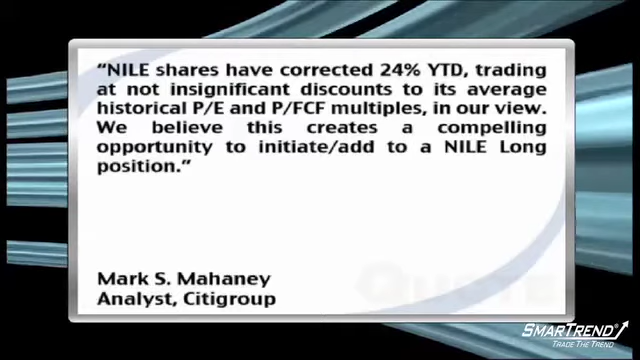 “NILE shares have corrected 24% YTD, trading
at not insignificant discounts to its average
historical P/E and P/FCF multiples, in our view.
We believe this creates a compelling
opportunity to initiate/add to a NILE Long
position.”
Mark S. Mahaney
Analyst, Citigroup
QUOTE
SMARTREND®
TRADE THE TREND